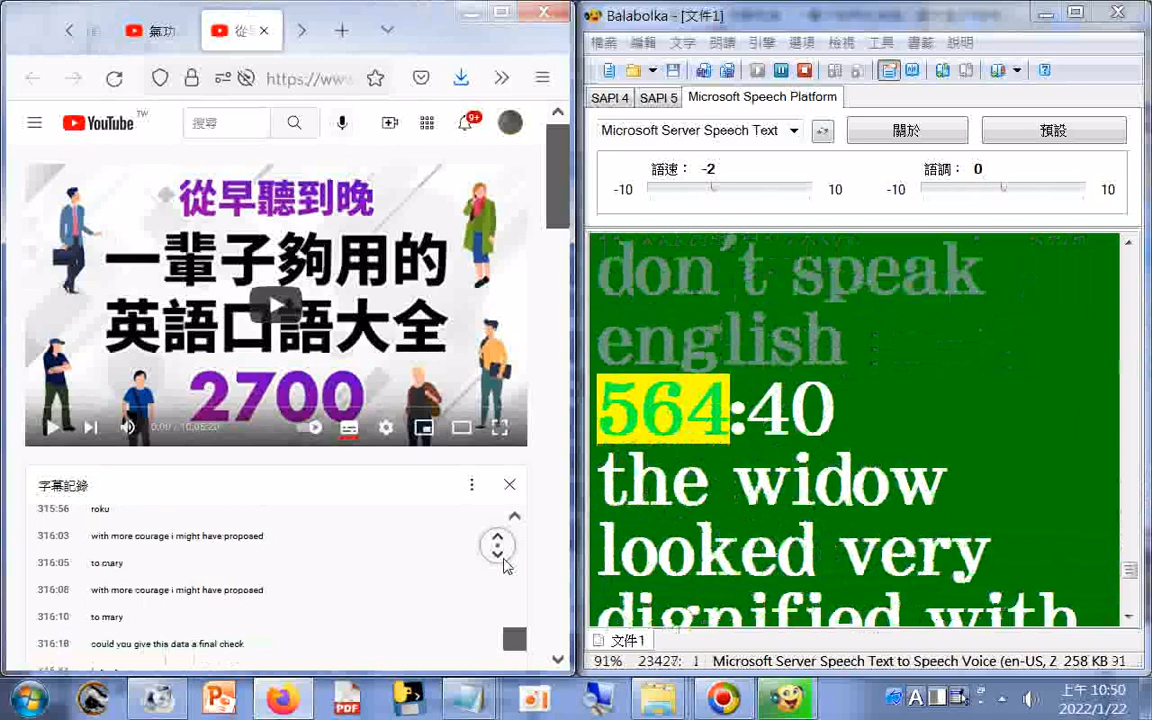 氣功
從
https://www
YouTube TW
搜尋
9+
從早聽到晚
一輩子夠用的
英語口語大全
2700
0:00 / 10:05:20
字幕記錄
315:56 roku
316:03 with more courage i might have proposed
316:05 to mary
316:08 with more courage i might have proposed
316:10 to mary
316:18 could you give this data a final check
Balabolka - [文件1]
檔案 編輯 文字 朗讀 引擎 選項 檢視 工具 書籤 說明
SAPI 4 SAPI 5 Microsoft Speech Platform
Microsoft Server Speech Text
關於
預設
語速: -2
語調: 0
-10 10 -10 10
don't speak
english
564:40
the widow
looked very
dignified with
文件1
91% 23427: 1 Microsoft Server Speech Text to Speech Voice (en-US, Z 258 KB 91
PDF
A
上午 10:50
2022/1/22